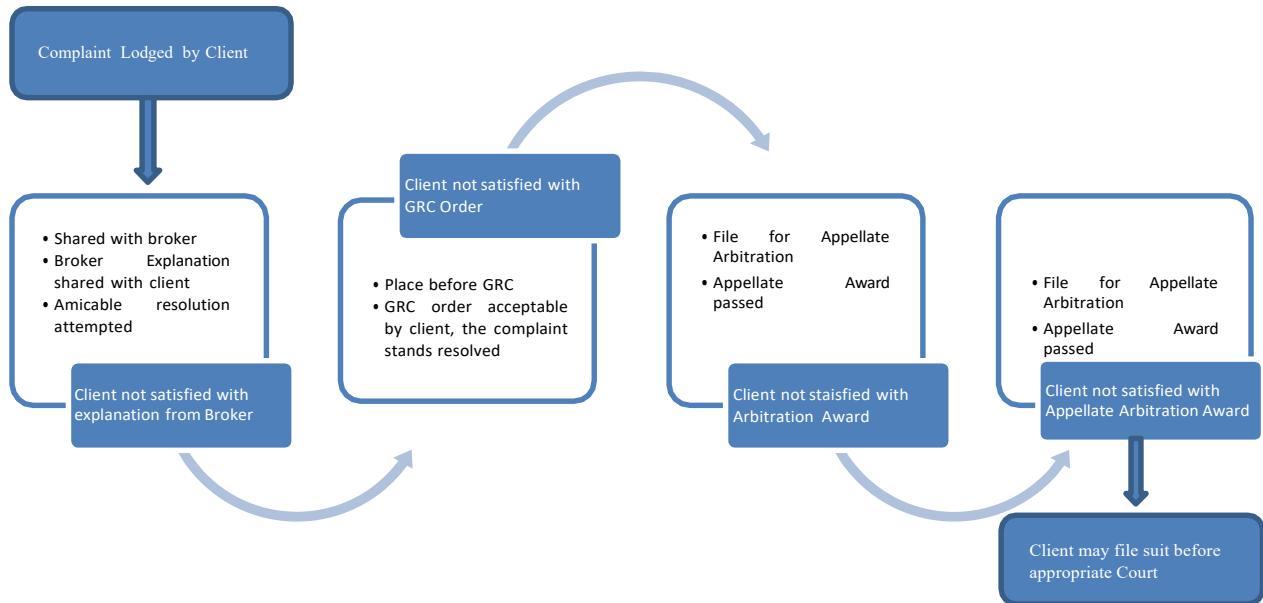 Complaint Lodged by Client
• Shared with broker
• Broker Explanation
shared with client
• Amicable resolution
attempted
Client not satisfied with
explanation from Broker
Client not satisfied with
GRC Order
• Place before GRC
• GRC order acceptable
by client, the complaint
stands resolved
• File for Appellate
Arbitration
• Appellate Award
passed
Client not staisfied with
Arbitration Award
• File for Appellate
Arbitration
• Appellate Award
passed
Client not satisfied with
Appellate Arbitration Award
Client may file suit before
appropriate Court